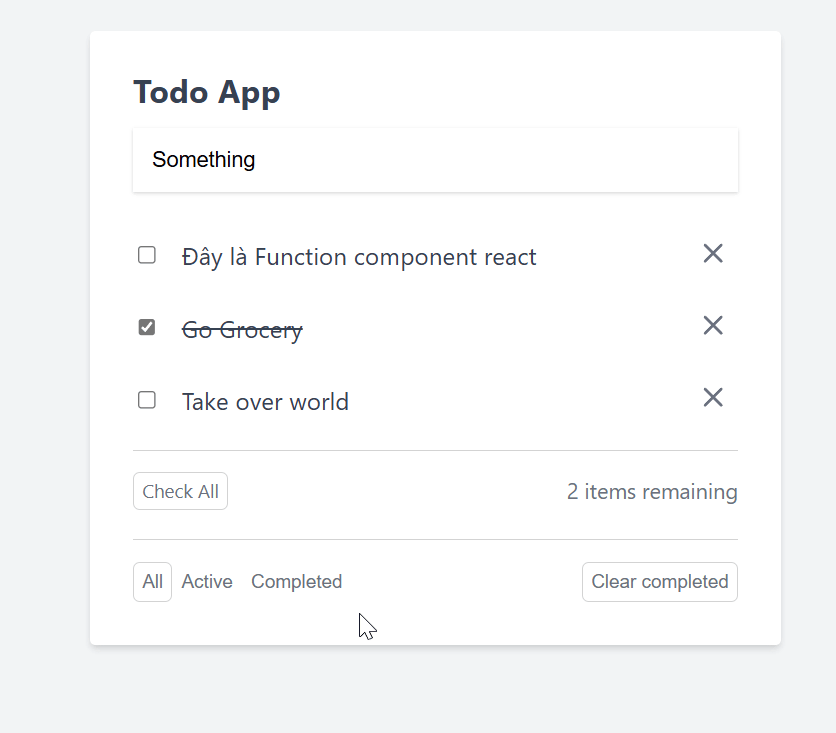 Todo App
Something
Đây là Function component react
Go Grocery
Take over world
Check All 2 items remaining
All Active Completed Clear completed